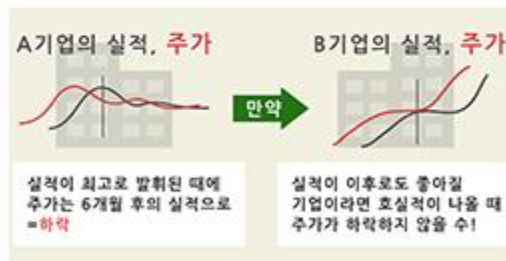 A기업의 실적, 주가
만약
B기업의 실적, 주가
실적이 최고로 발휘된 때에
주가는 6개월 후의 실적으로
=하락
실적이 이후로도 좋아질
기업이라면 호실적이 나올 때
주가가 하락하지 않을 수!